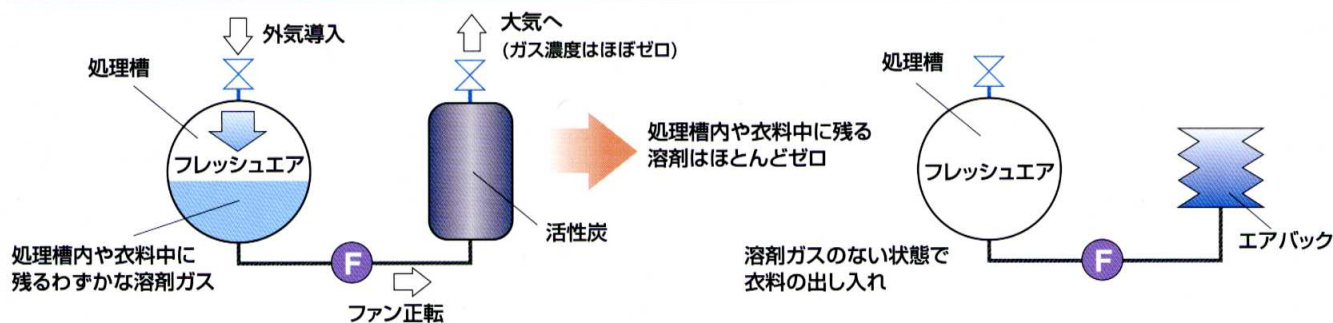 外気導入
大気へ
(ガス濃度はほぼゼロ)
処理槽
フレッシュエア
処理槽内や衣料中に
残るわずかな溶剤ガス
F
ファン正転
活性炭
処理槽内や衣料中に残る
溶剤はほとんどゼロ
処理槽
フレッシュエア
溶剤ガスのない状態で
衣料の出し入れ
F
エアバック